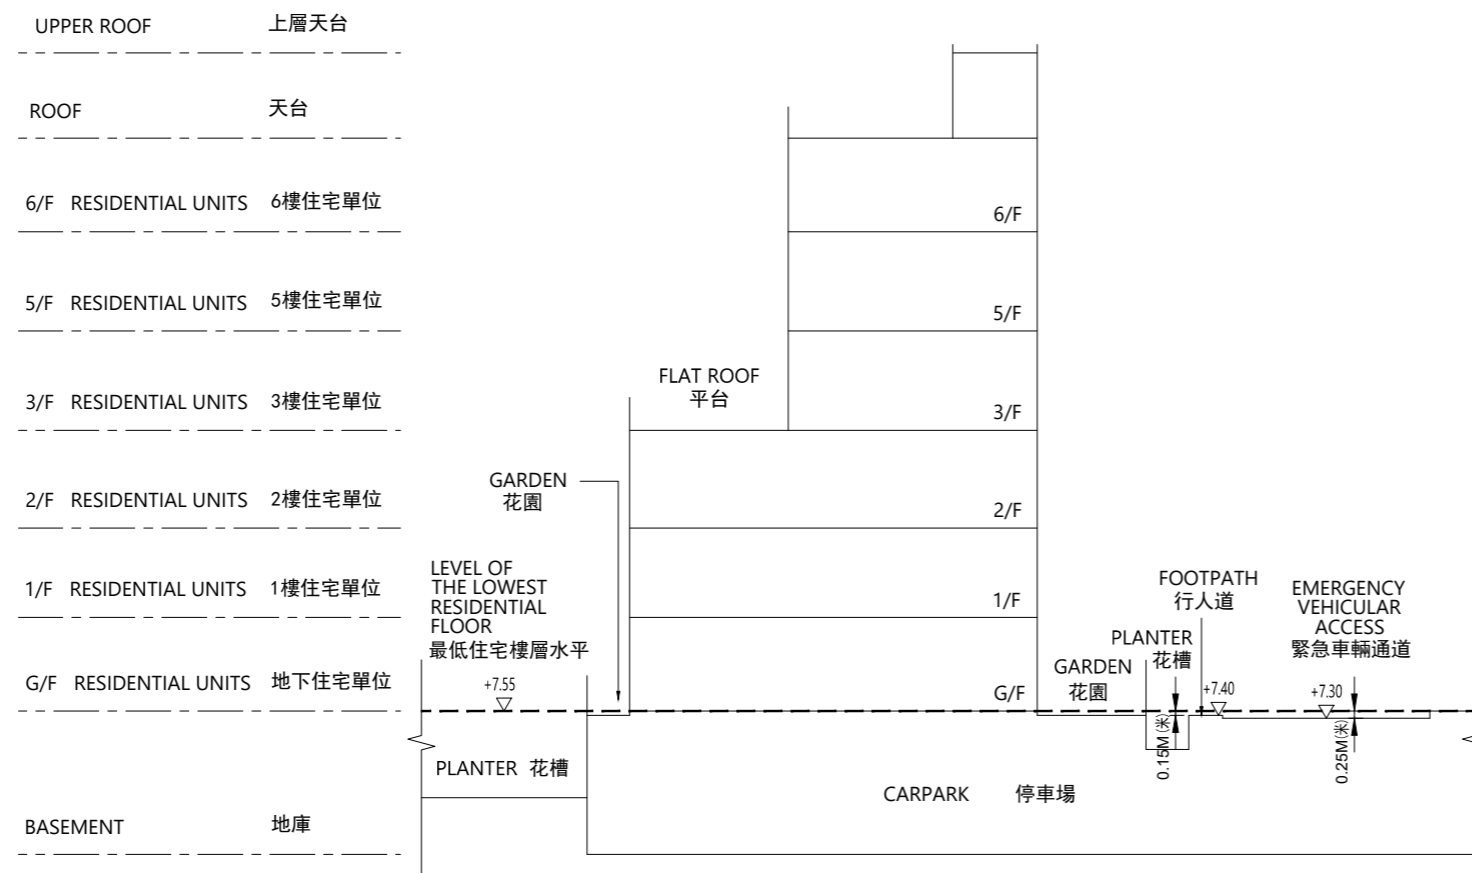 UPPER ROOF 上層天台
ROOF 天台
6/F RESIDENTIAL UNITS 6樓住宅單位
5/F RESIDENTIAL UNITS 5樓住宅單位
3/F RESIDENTIAL UNITS 3樓住宅單位
2/F RESIDENTIAL UNITS 2樓住宅單位
1/F RESIDENTIAL UNITS 1樓住宅單位
G/F RESIDENTIAL UNITS 地下住宅單位
BASEMENT 地庫
6/F
5/F
FLAT ROOF
平台
3/F
GARDEN
花園
2/F
LEVEL OF
THE LOWEST
RESIDENTIAL
FLOOR
最低住宅樓層水平
+7.55
1/F
G/F
FOOTPATH
行人道
EMERGENCY
VEHICULAR
ACCESS
緊急車輛通道
PLANTER
花槽
GARDEN
花園
+7.40
+7.30
0.15M(米)
0.25M(米)
PLANTER 花槽
CARPARK 停車場